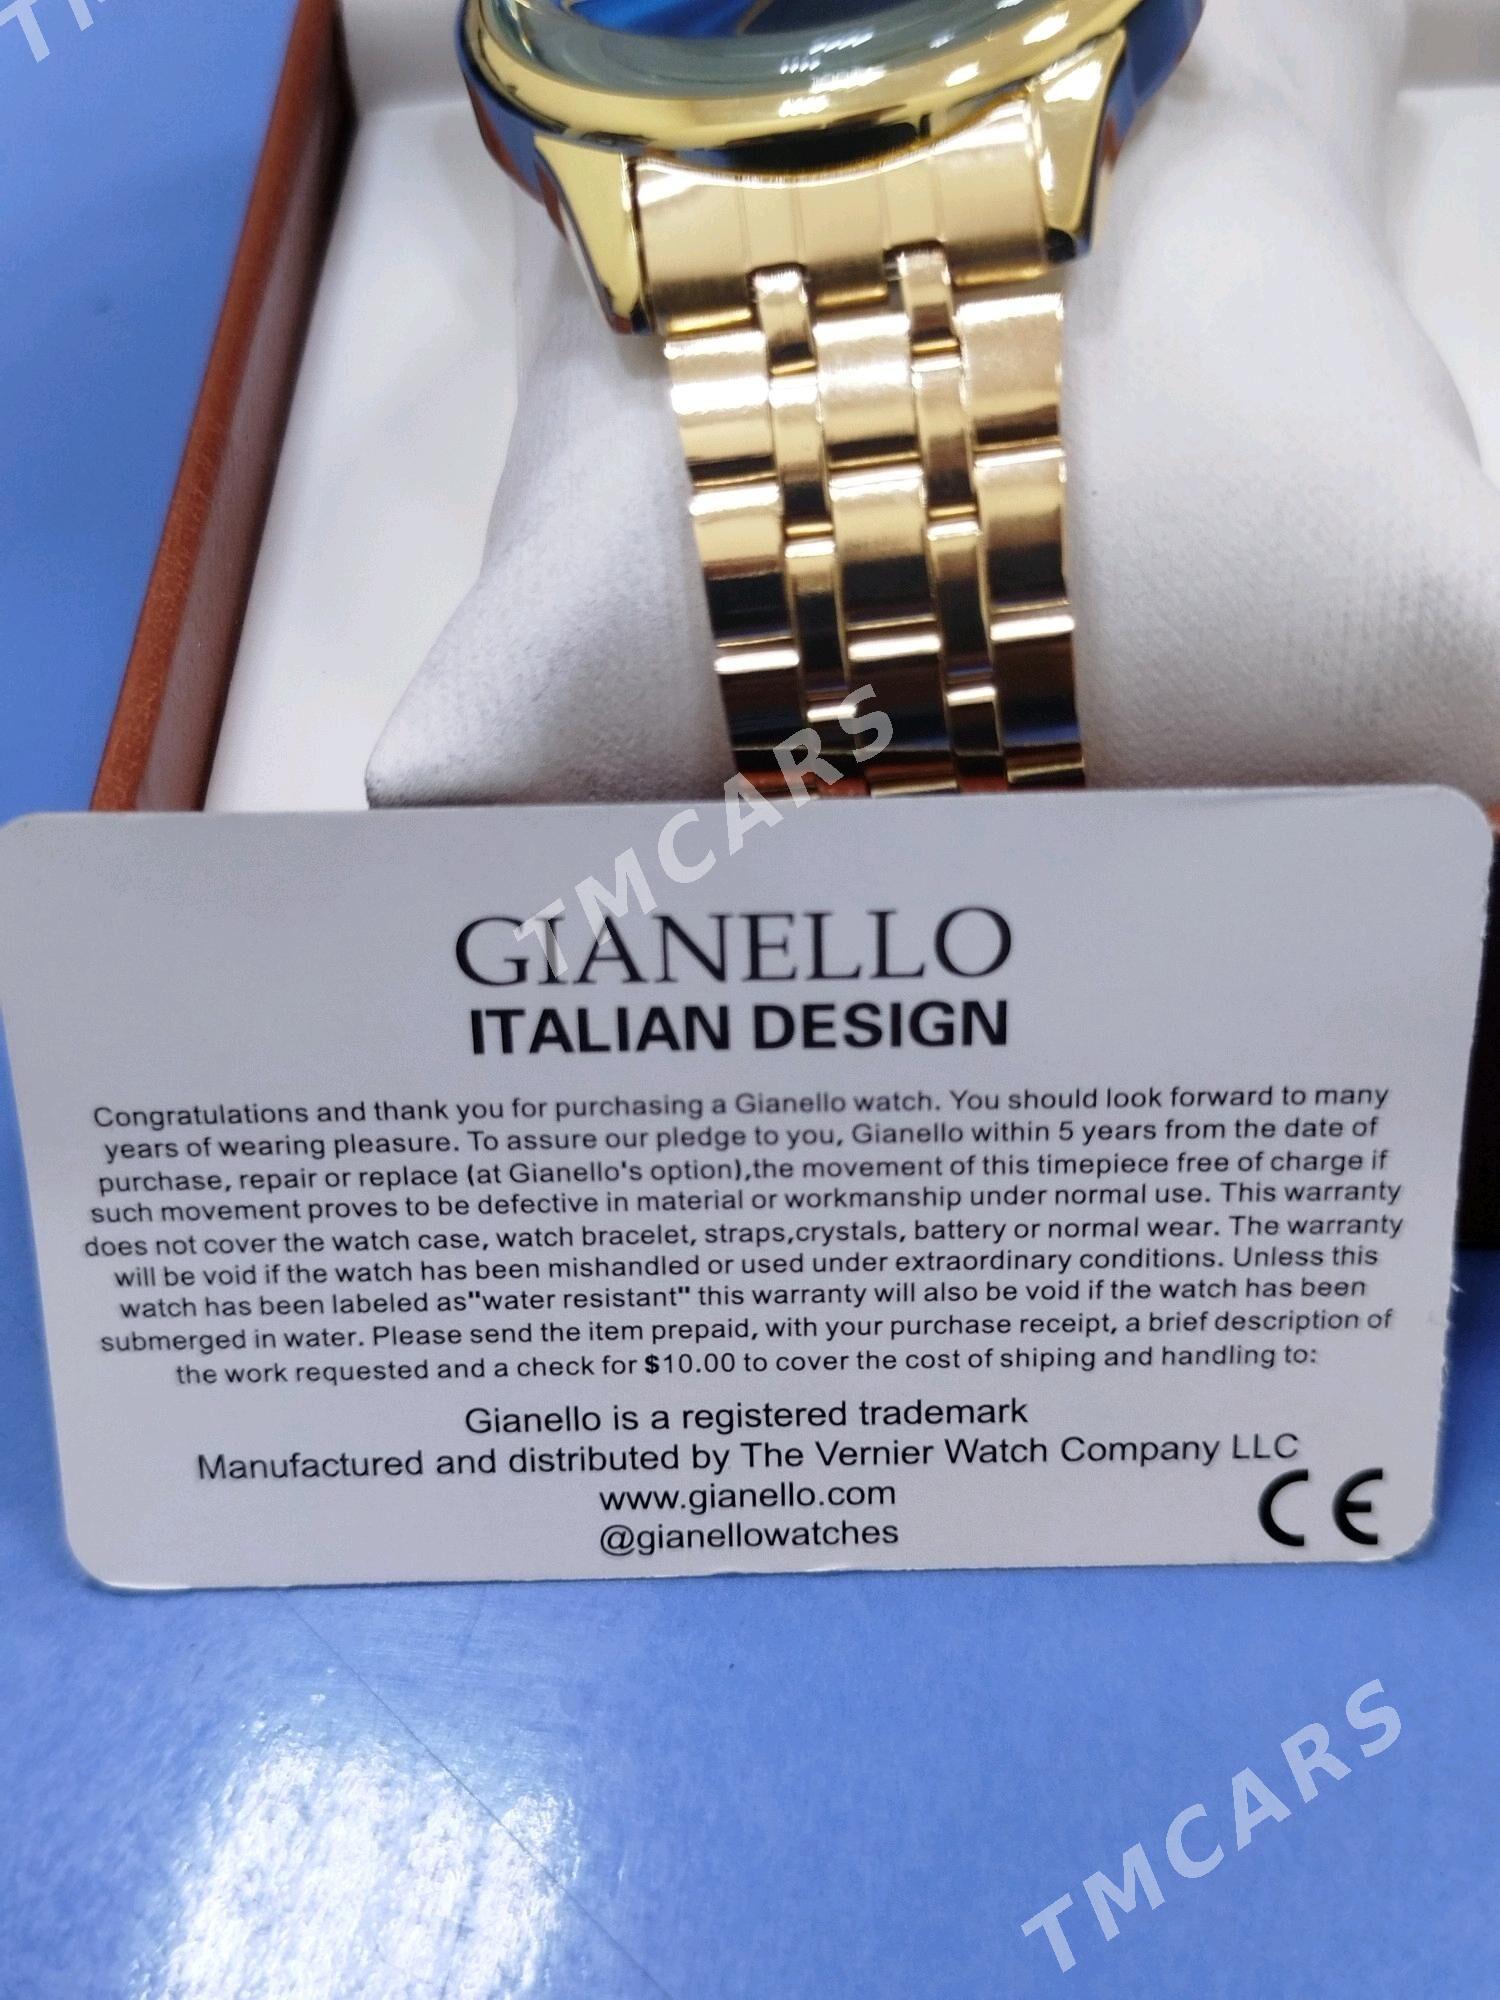 TMCARS
GIANELLO
ITALIAN DESIGN
Congratulations and thank you for purchasing a Gianello watch. You should look forward to many
years of wearing pleasure. To assure our pledge to you, Gianello within 5 years from the date of
purchase, repair or replace (at Gianello's option),the movement of this timepiece free of charge if
such movement proves to be defective in material or workmanship under normal use. This warranty
does not cover the watch case, watch bracelet, straps,crystals, battery or normal wear. The warranty
will be void if the watch has been mishandled or used under extraordinary conditions. Unless this
watch has been labeled as"water resistant" this warranty will also be void if the watch has been
submerged in water. Please send the item prepaid, with your purchase receipt, a brief description of
the work requested and a check for $10.00 to cover the cost of shiping and handling to:
Gianello is a registered trademark
Manufactured and distributed by The Vernier Watch Company LLC
www.gianello.com
@gianellowatches
CE
TMCARS